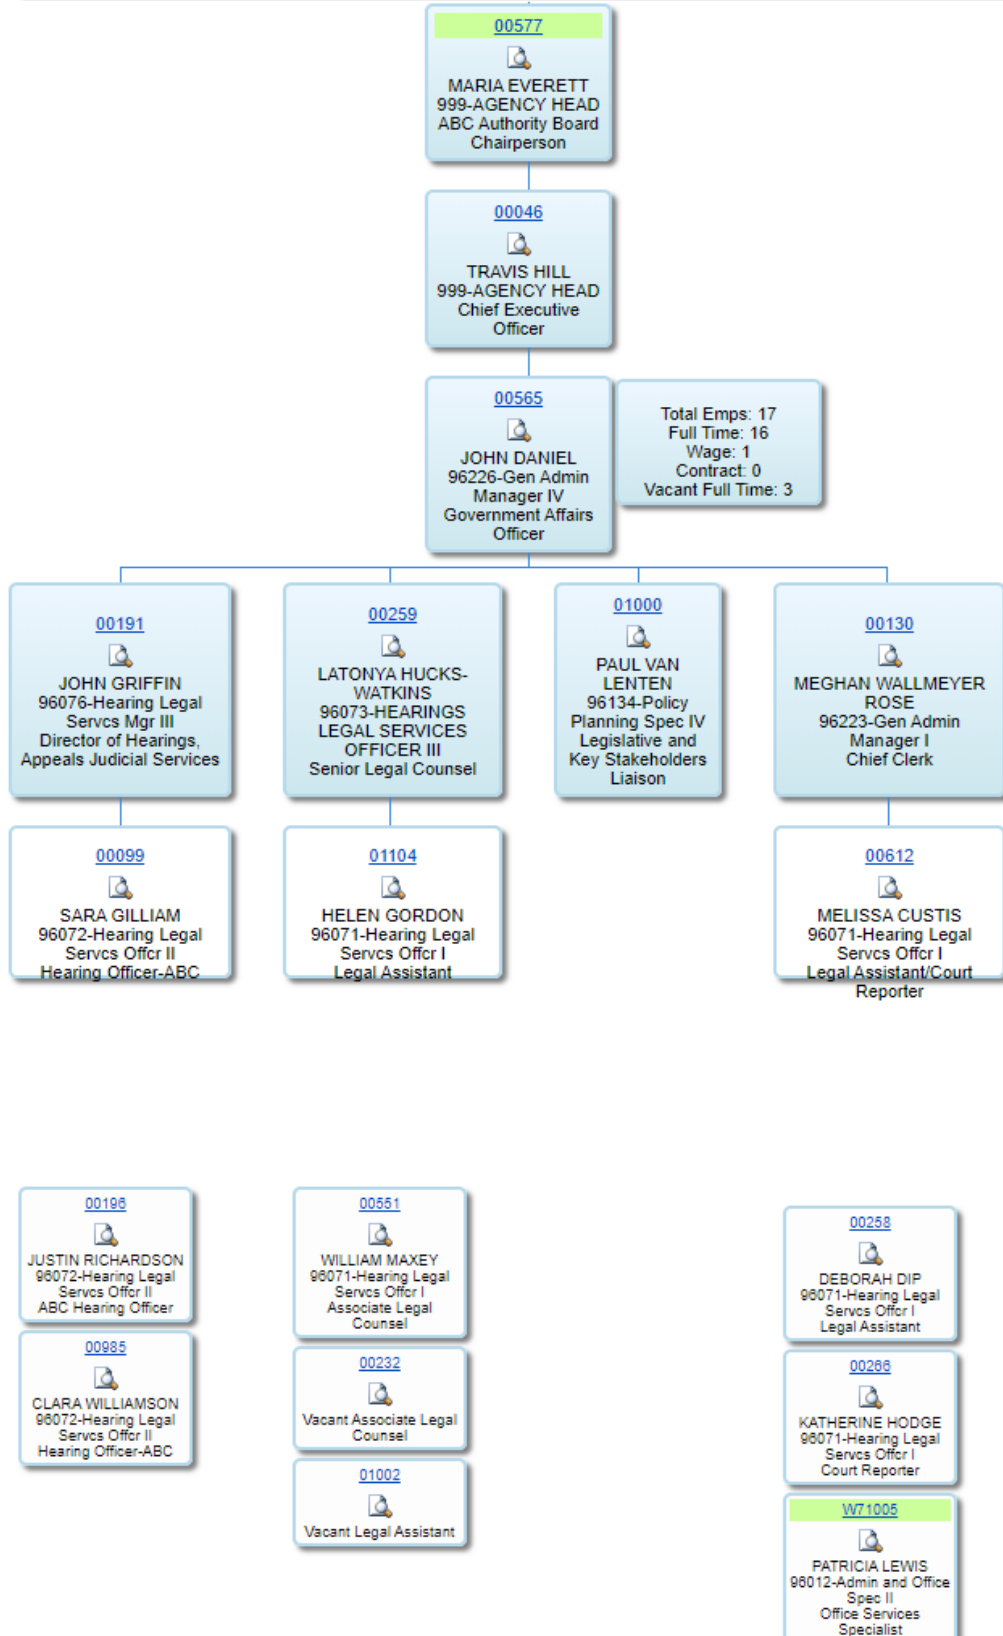 00577
MARIA EVERETT
999-AGENCY HEAD
ABC Authority Board
Chairperson
00046
TRAVIS HILL
999-AGENCY HEAD
Chief Executive
Officer
00565
JOHN DANIEL
96226-Gen Admin
Manager IV
Government Affairs
Officer
Total Emps: 17
Full Time: 16
Wage: 1
Contract: 0
Vacant Full Time: 3
00191
JOHN GRIFFIN
96076-Hearing Legal
Servcs Mgr III
Director of Hearings,
Appeals Judicial Services
00259
LATONYA HUCKS-
WATKINS
96073-HEARINGS
LEGAL SERVICES
OFFICER III
Senior Legal Counsel
01000
PAUL VAN
LENTEN
96134-Policy
Planning Spec IV
Legislative and
Key Stakeholders
Liaison
00130
MEGHAN WALLMEYER
ROSE
96223-Gen Admin
Manager I
Chief Clerk
00099
SARA GILLIAM
96072-Hearing Legal
Servcs Offcr II
Hearing Officer-ABC
01104
HELEN GORDON
96071-Hearing Legal
Servcs Offcr I
Legal Assistant
00612
MELISSA CUSTIS
96071-Hearing Legal
Servcs Offcr I
Legal Assistant/Court
Reporter
00196
JUSTIN RICHARDSON
96072-Hearing Legal
Servcs Offcr II
ABC Hearing Officer
00985
CLARA WILLIAMSON
96072-Hearing Legal
Servcs Offcr II
Hearing Officer-ABC
00551
WILLIAM MAXEY
96071-Hearing Legal
Servcs Offcr I
Associate Legal
Counsel
00232
Vacant Associate Legal
Counsel
01002
Vacant Legal Assistant
00258
DEBORAH DIP
96071-Hearing Legal
Servcs Offcr I
Legal Assistant
00266
KATHERINE HODGE
96071-Hearing Legal
Servcs Offcr I
Court Reporter
W71005
PATRICIA LEWIS
96012-Admin and Office
Spec II
Office Services
Specialist